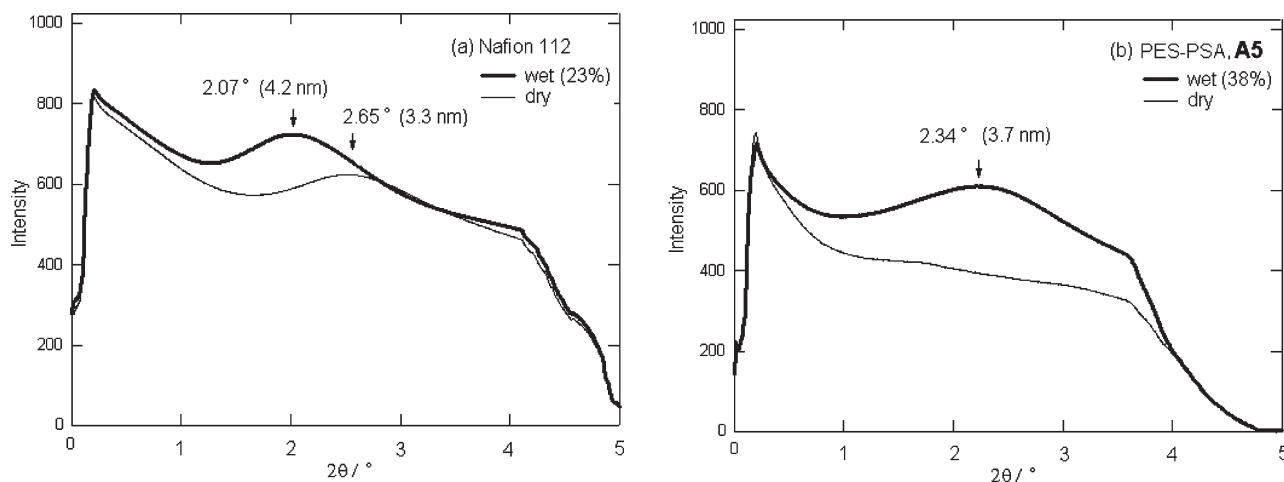 1000
800
600
400
200
0
Intensity
(a) Nafion 112
wet (23%)
dry
2.07° (4.2 nm)
2.65° (3.3 nm)
0 1 2 3 4 5
2θ / °
1000
800
600
400
200
0
Intensity
(b) PES-PSA, A5
wet (38%)
dry
2.34° (3.7 nm)
0 1 2 3 4 5
2θ / °